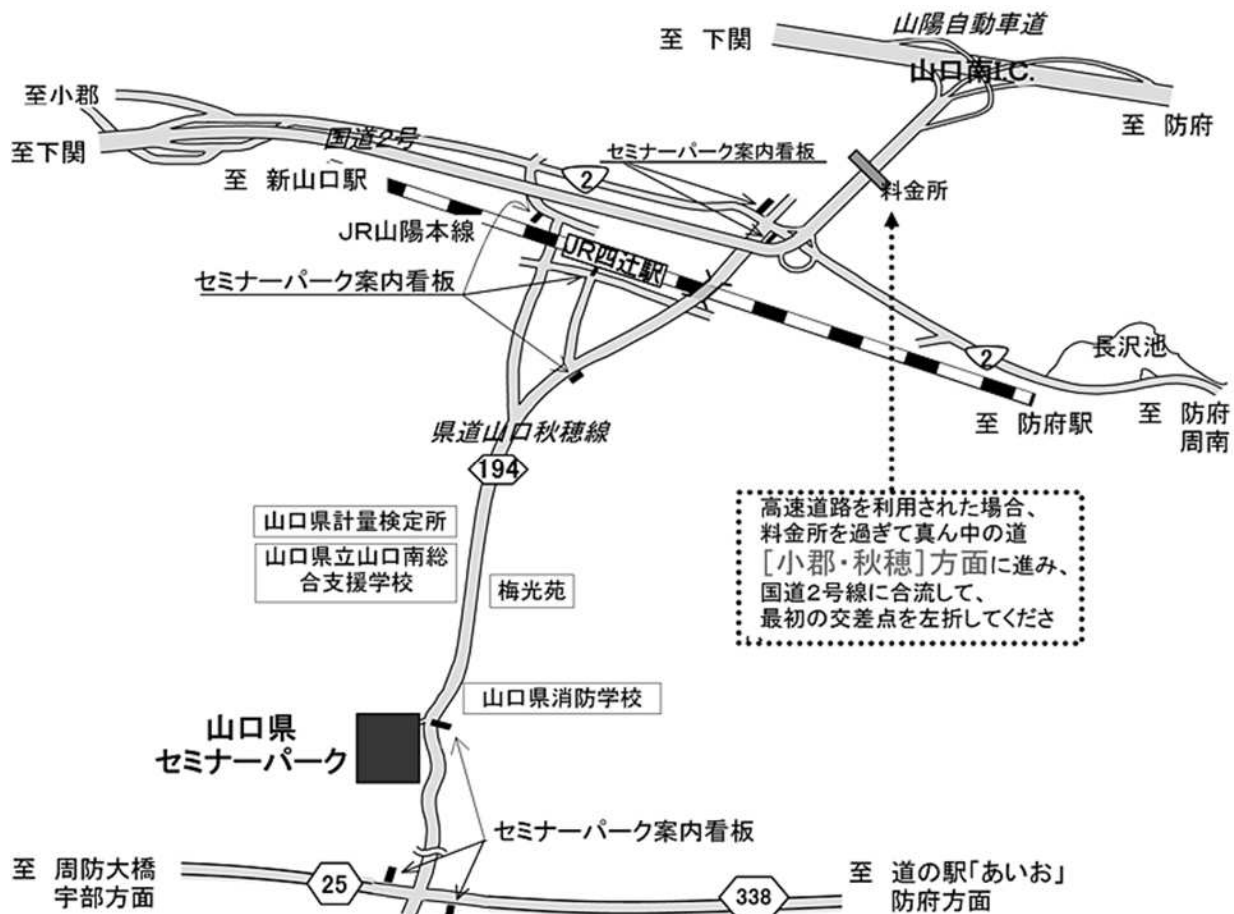 山陽自動車道
至 下関
山口南I.C.
至小郡
至 防府
国道2号
至下関
セミナーパーク案内看板
至 新山口駅
2
料金所
JR山陽本線
JR四辻駅
セミナーパーク案内看板
長沢池
2
至 防府駅
至 防府
周南
県道山口秋穂線
194
高速道路を利用された場合、
料金所を過ぎて真ん中の道
[小郡・秋穂]方面に進み、
国道2号線に合流して、
最初の交差点を左折してくださ
山口県計量検定所
山口県立山口南総
合支援学校
梅光苑
山口県消防学校
山口県
セミナーパーク
セミナーパーク案内看板
至 周防大橋
宇部方面
25
338
至 道の駅「あいお」
防府方面